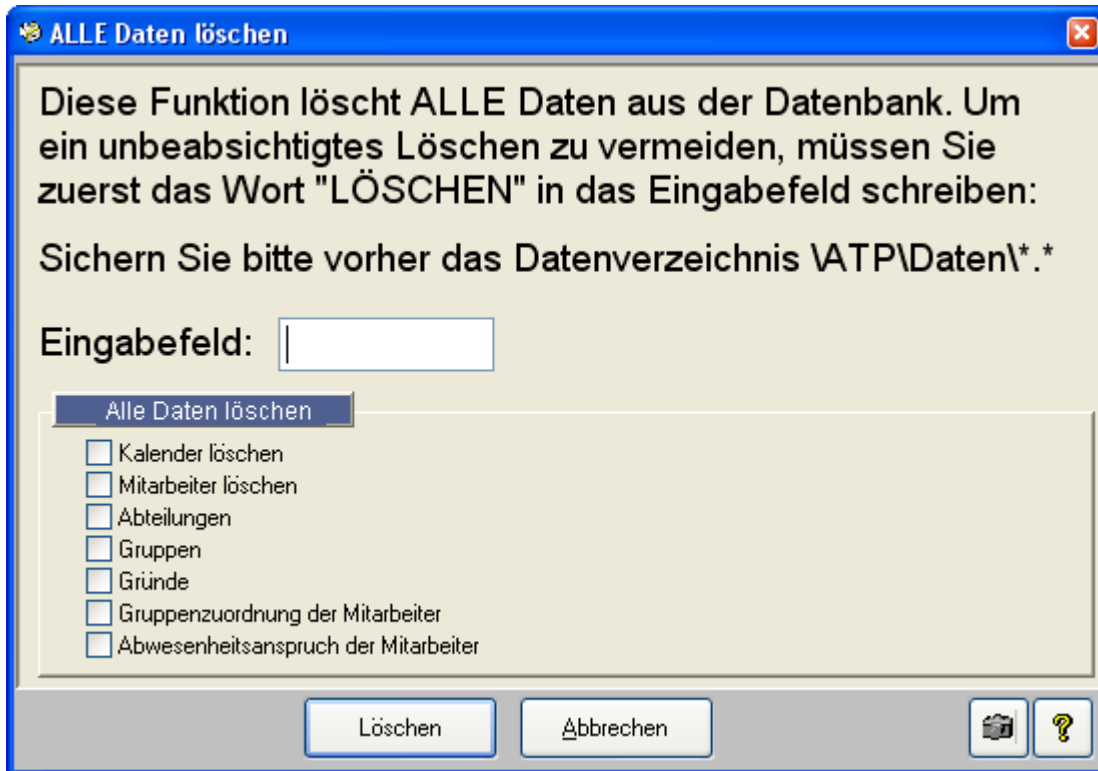 ALLE Daten löschen
Diese Funktion löscht ALLE Daten aus der Datenbank. Um
ein unbeabsichtigtes Löschen zu vermeiden, müssen Sie
zuerst das Wort "LÖSCHEN" in das Eingabefeld schreiben:
Sichern Sie bitte vorher das Datenverzeichnis \ATP\Daten\*.*
Eingabefeld:
Alle Daten löschen
Kalender löschen
Mitarbeiter löschen
Abteilungen
Gruppen
Gründe
Gruppenzuordnung der Mitarbeiter
Abwesenheitsanspruch der Mitarbeiter
Löschen Abbrechen ?